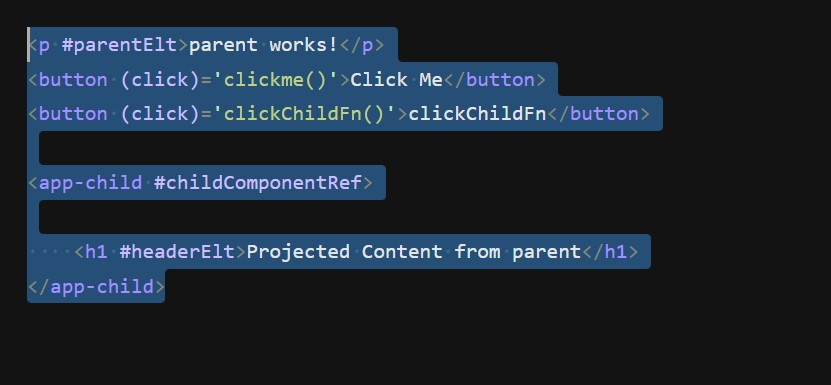 <p #parentElt>parent works!</p>
<button (click)='clickme()'>Click Me</button>
<button (click)='clickChildFn()'>clickChildFn</button>
<app-child #childComponentRef>
<h1 #headerElt>Projected Content from parent</h1>
</app-child>